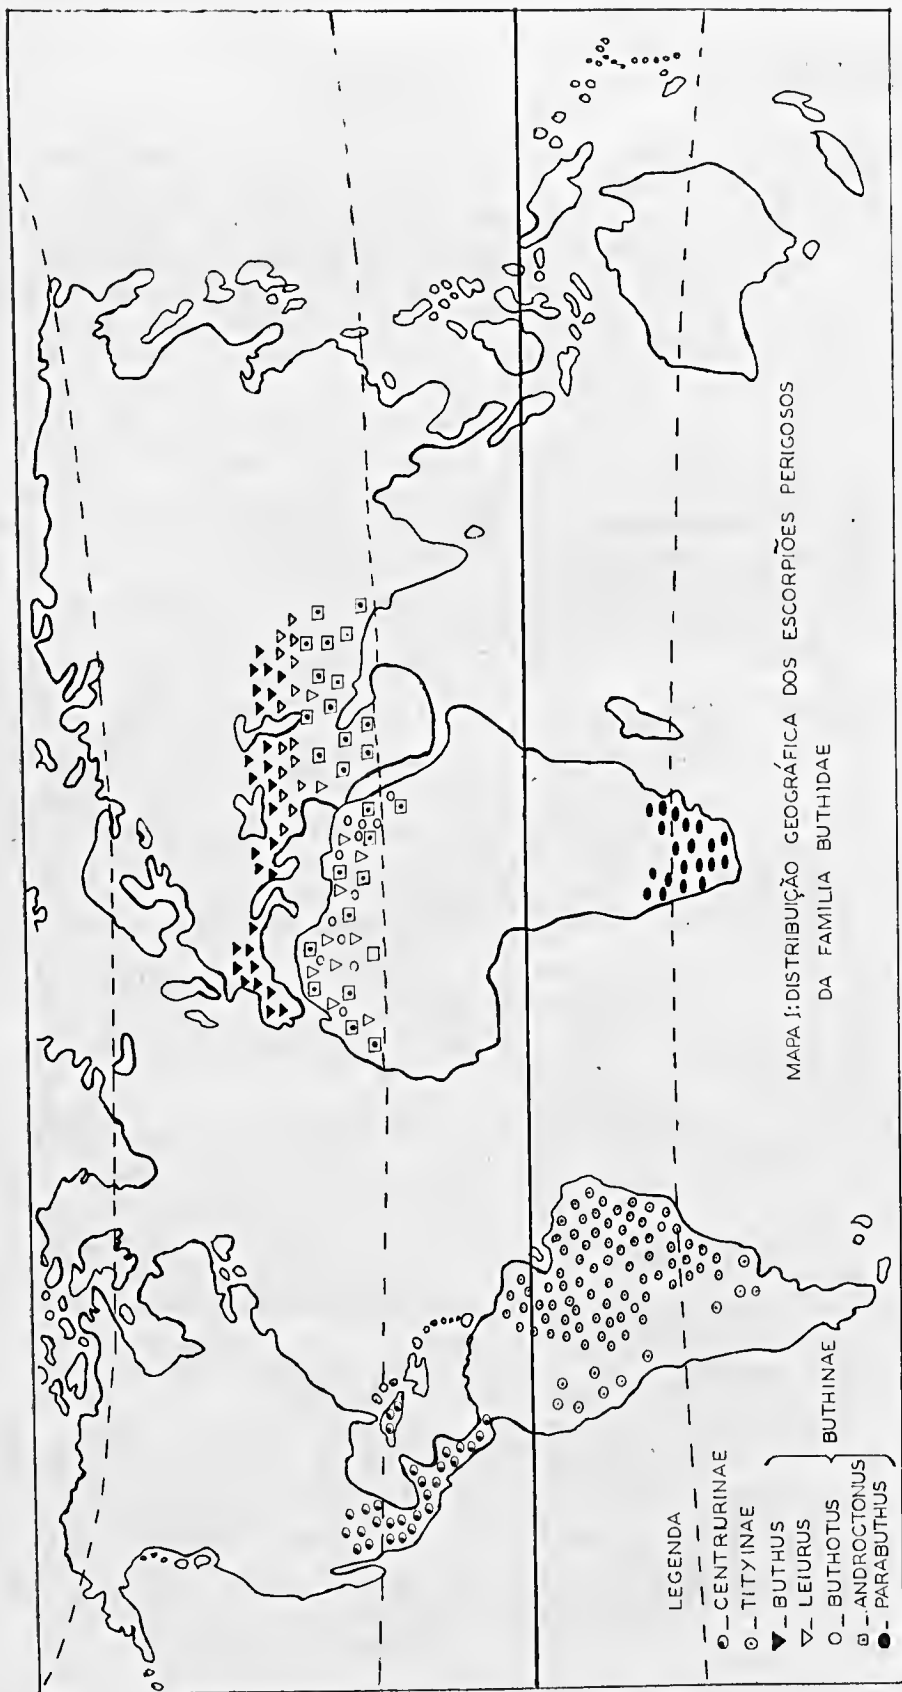 MAPA I: DISTRIBUIÇÃO GEOGRÁFICA DOS ESCORPIÕES PERIGOSOS
DA FAMILIA BUTHIDAE
LEGENDA
CENTRURINAE
TITYINAE
BUTHUS
LEIURUS
BUTHOTUS
ANDROCTONUS
PARABUTHUS
BUTHINAE